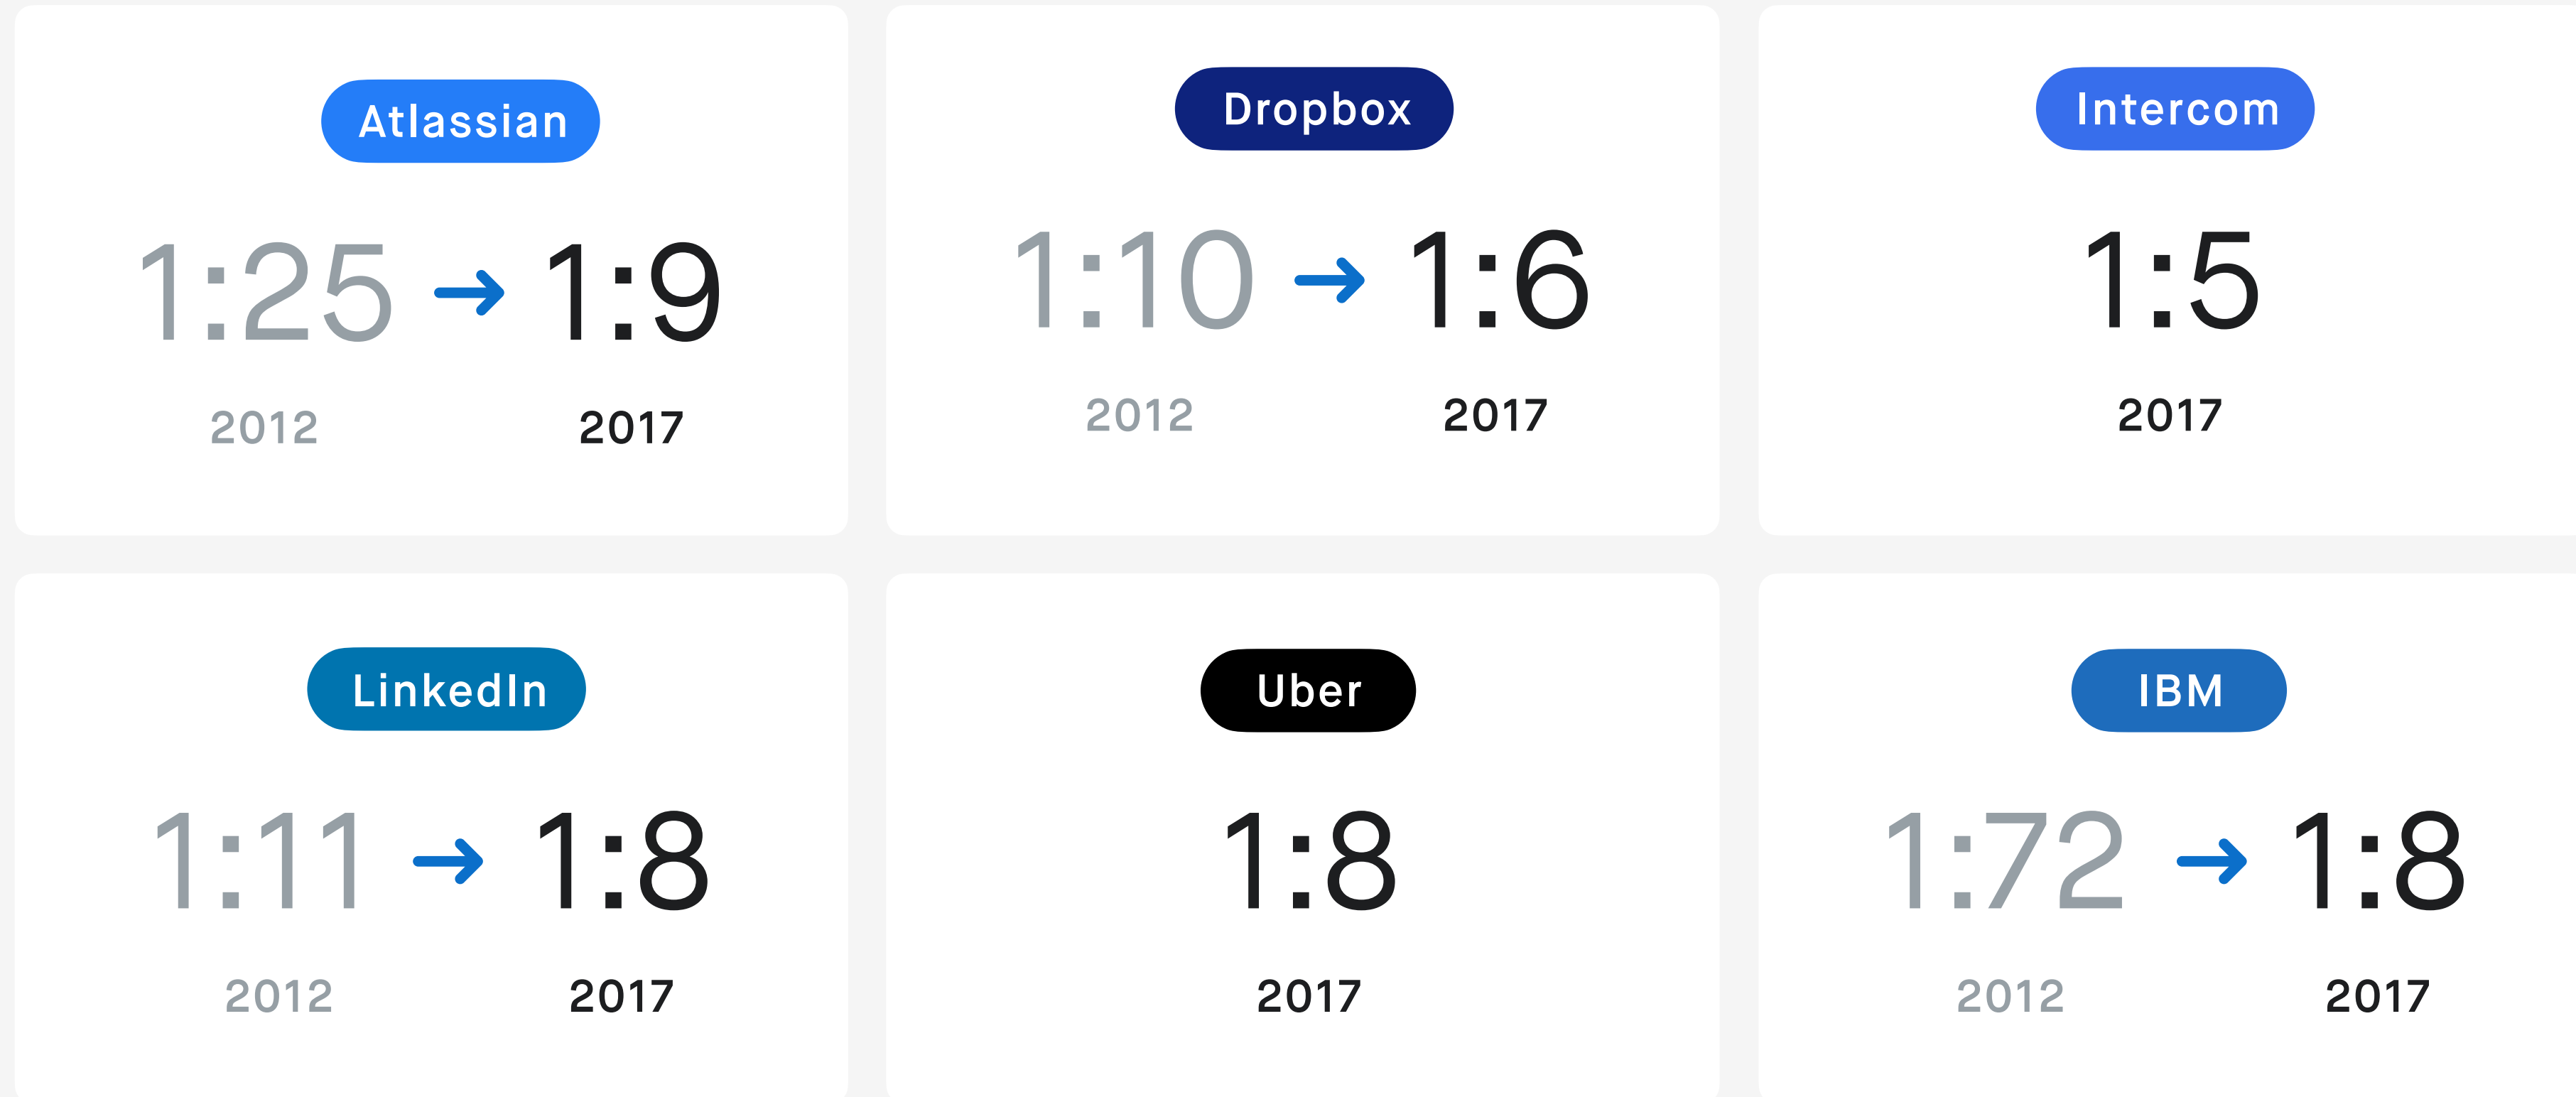 Atlassian
1:25 → 1:9
2012 2017
Dropbox
1:10 → 1:6
2012 2017
Intercom
1:5
2017
LinkedIn
1:11 → 1:8
2012 2017
Uber
1:8
2017
IBM
1:72 → 1:8
2012 2017